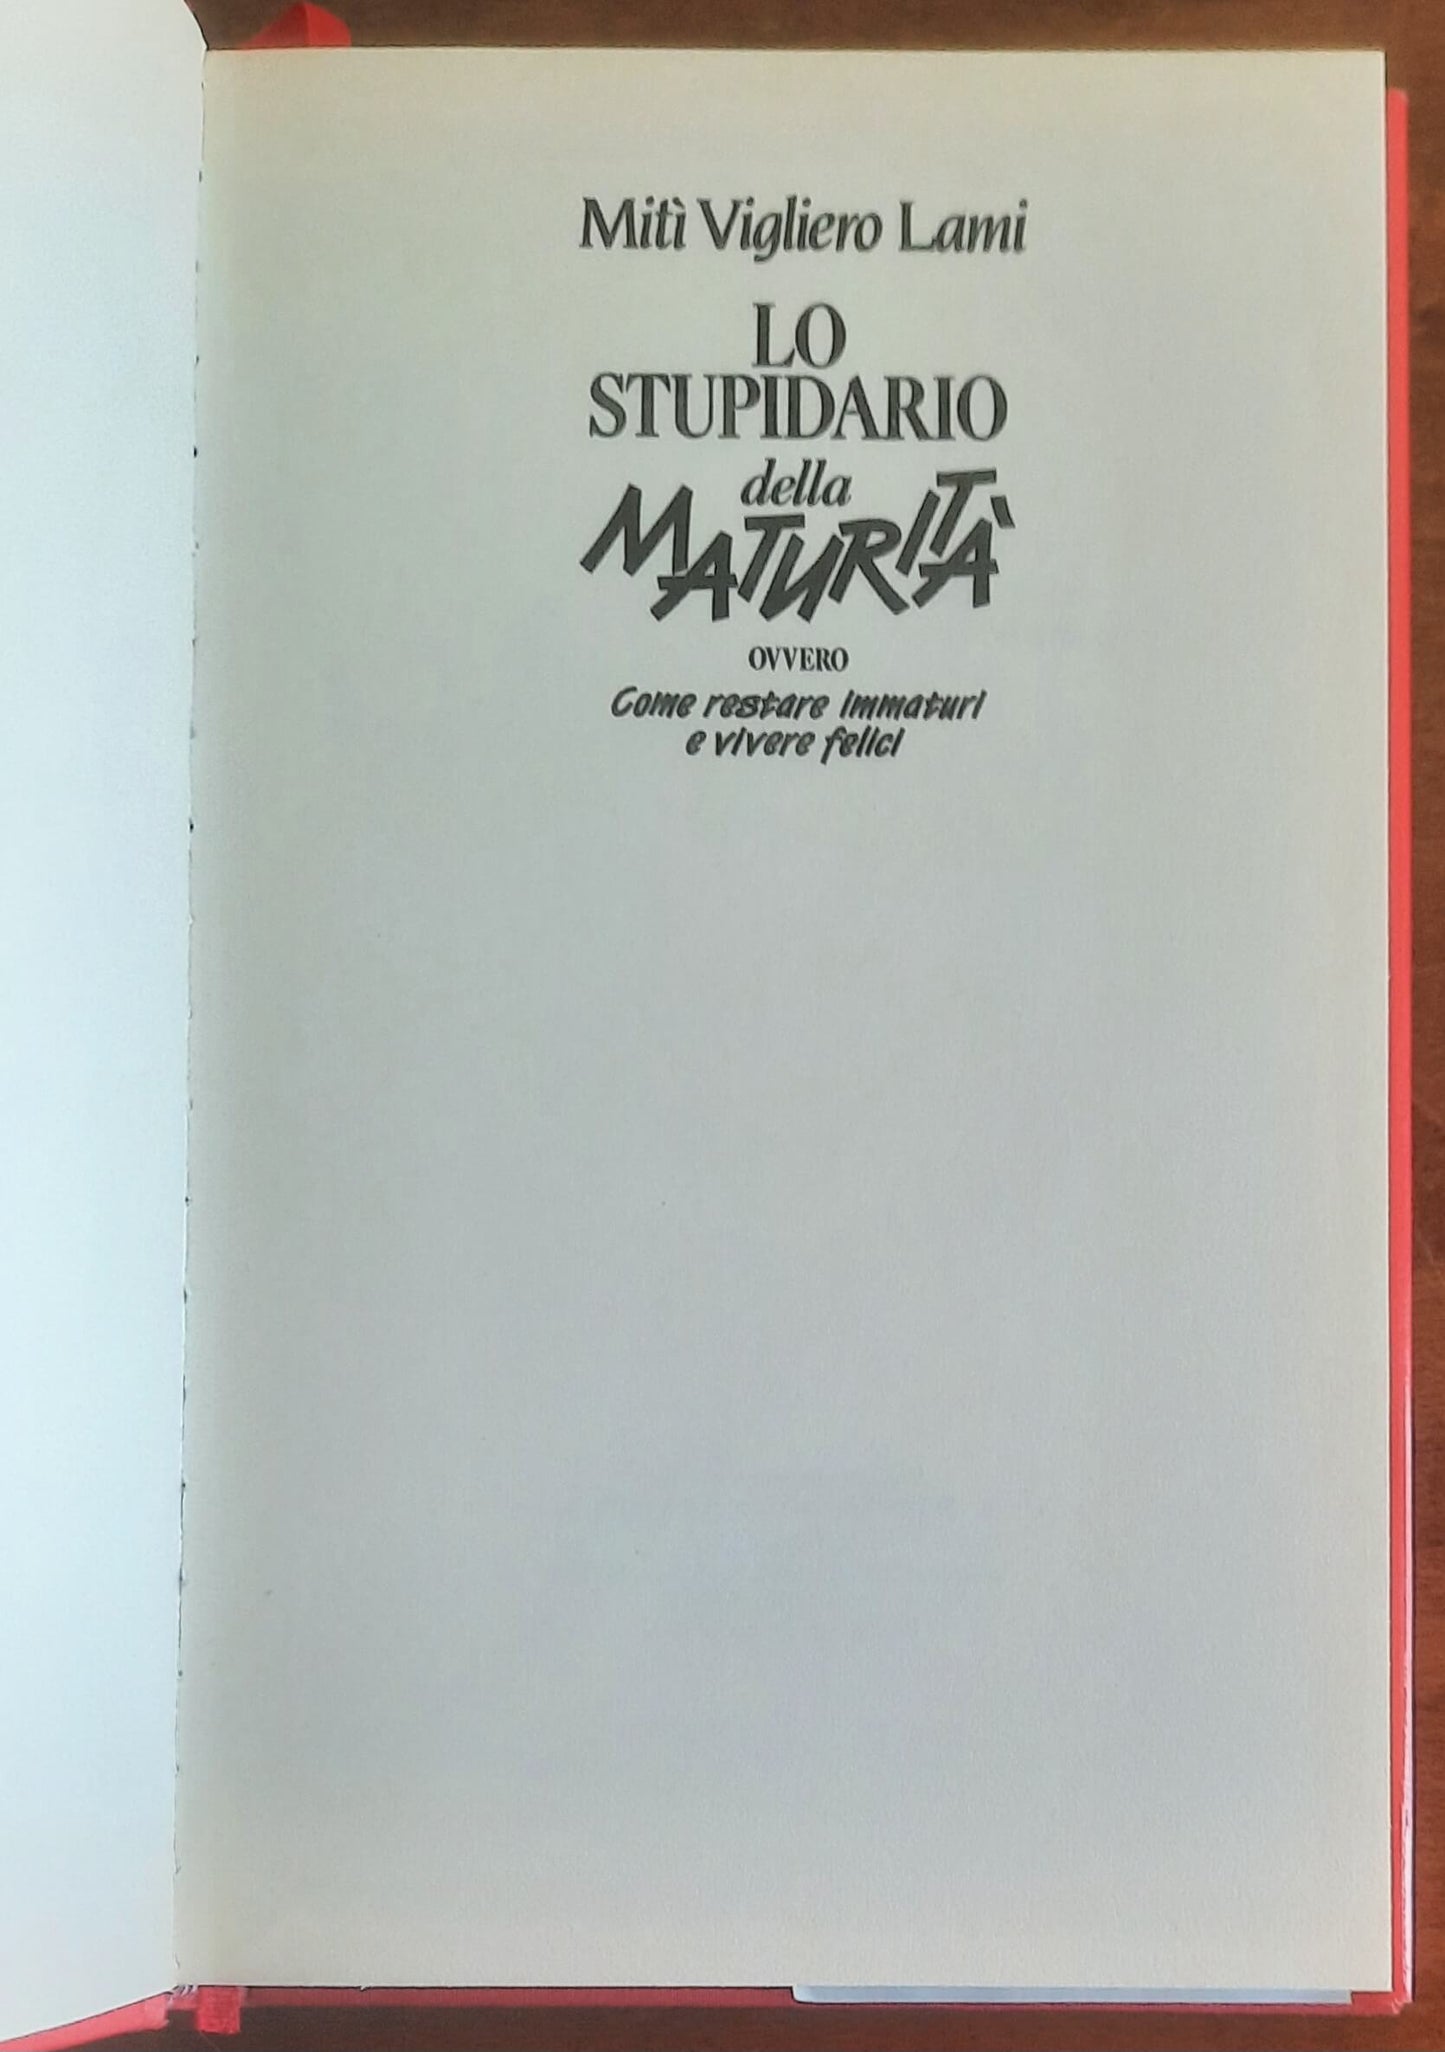 Mitì Vigliero Lami
LO
STUPIDARIO
della
MATURITÀ
OVVERO
Come restare immaturi
e vivere felici